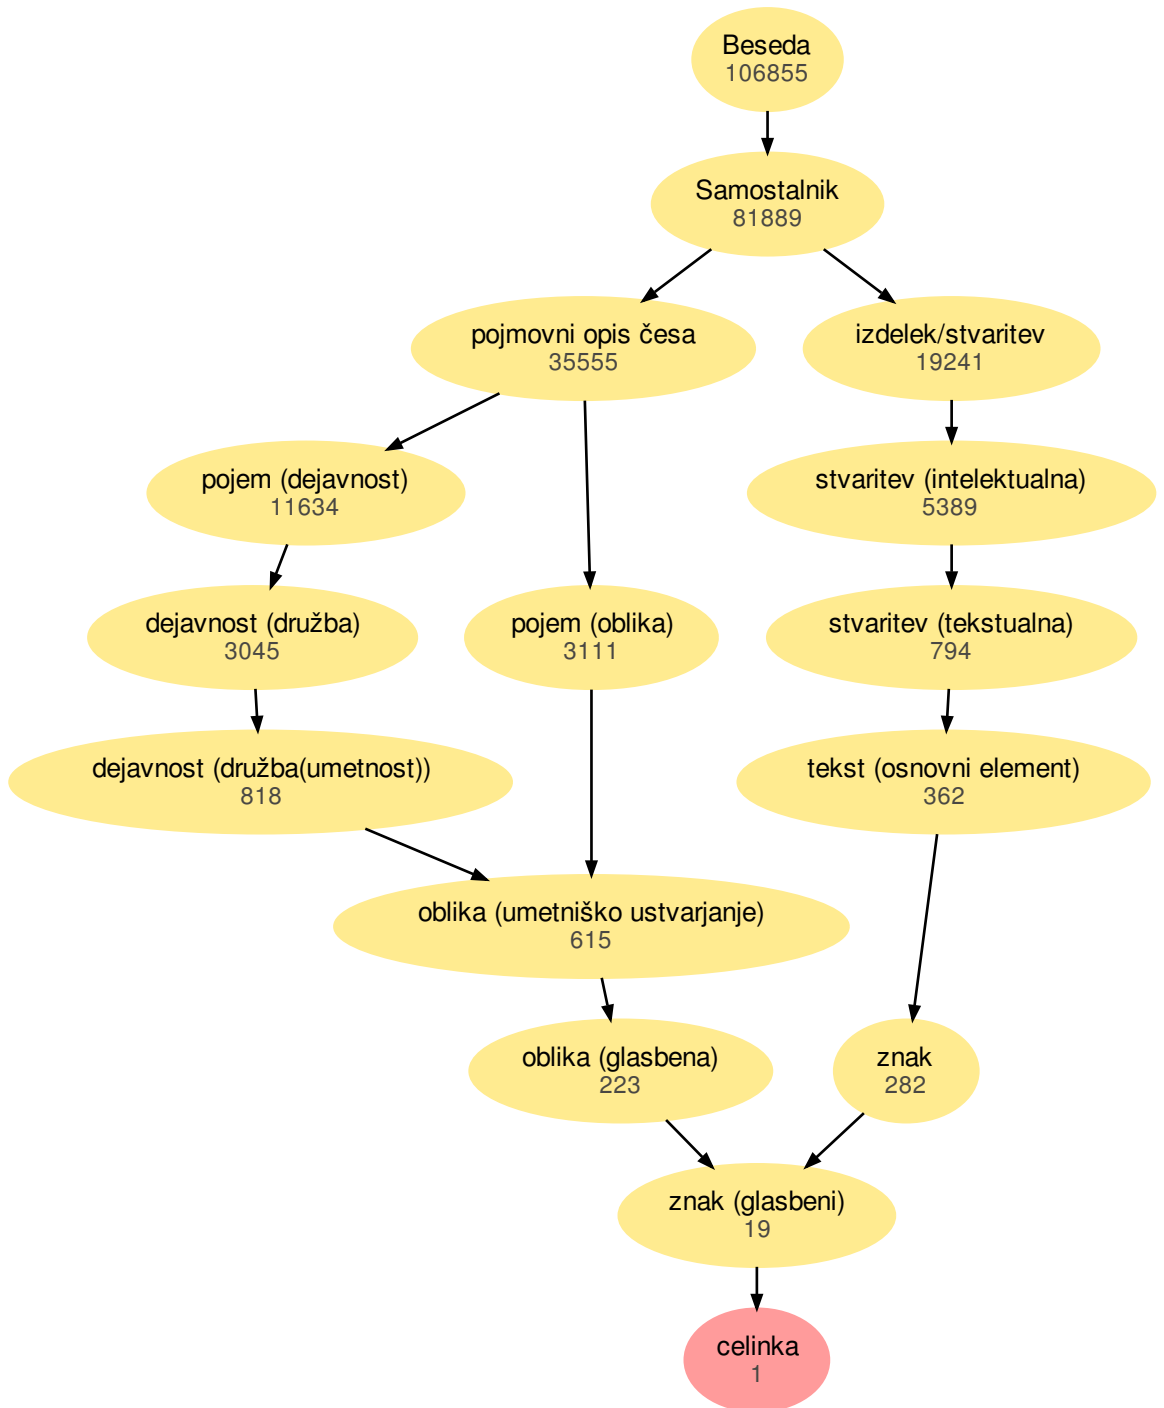 Beseda
106855
Samostalnik
81889
pojmovni opis česa
35555
izdelek/stvaritev
19241
pojem (dejavnost)
11634
stvaritev (intelektualna)
5389
dejavnost (družba)
3045
pojem (oblika)
3111
stvaritev (tekstualna)
794
dejavnost (družba(umetnost))
818
tekst (osnovni element)
362
oblika (umetniško ustvarjanje)
615
oblika (glasbena)
223
znak
282
znak (glasbeni)
19
celinka
1